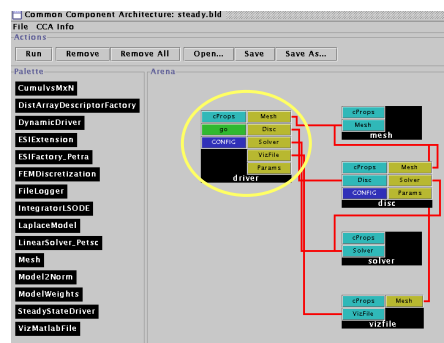 Common Component Architecture: steady.bld
File CCA Info
Actions
Run Remove Remove All Open... Save Save As...
Palette
CumulvsMxN
DistArrayDescriptorFactory
DynamicDriver
ESIExtension
ESIFactory_Petra
FEMDiscretization
FileLogger
IntegratorLSODE
LaplaceModel
LinearSolver_Petsc
Mesh
Model2Norm
ModelWeights
SteadyStateDriver
VizMatlabFile
Arena
cProps Mesh
go Disc
CONFIG Solver
VizFile
Params
driver
cProps
Mesh
mesh
cProps Mesh
Disc Solver
CONFIG Params
disc
cProps
Solver
solver
cProps Mesh
VizFile
vizfile